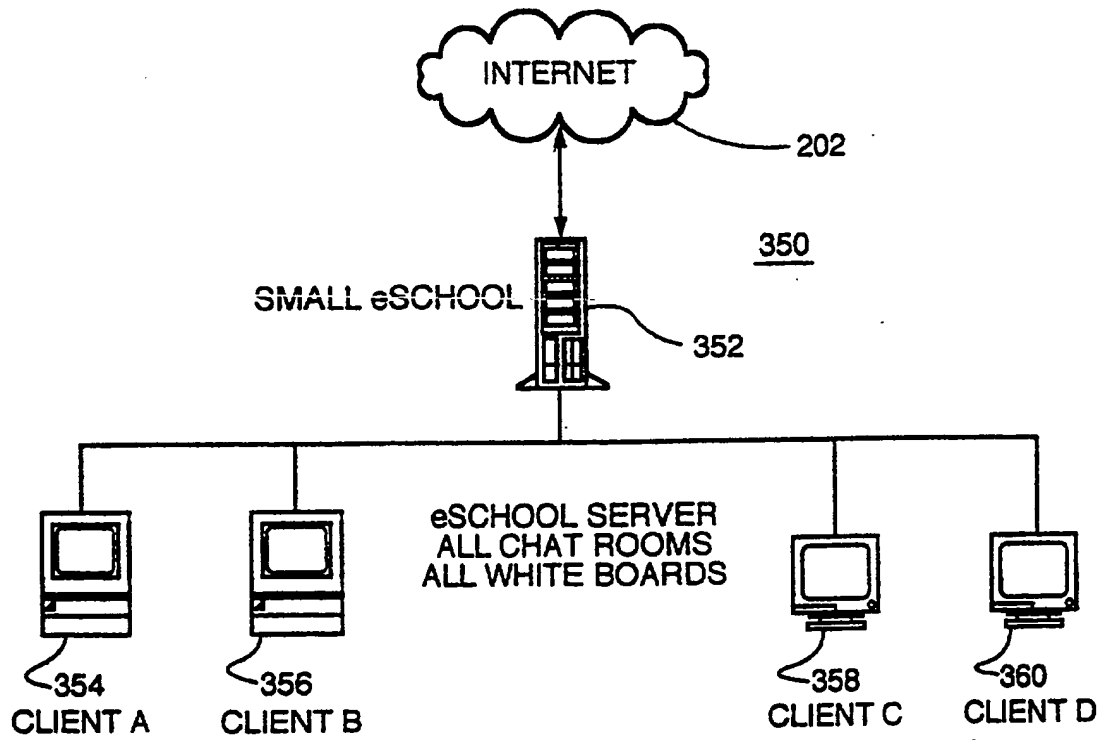 INTERNET
202
350
SMALL eSCHOOL
352
eSCHOOL SERVER
ALL CHAT ROOMS
ALL WHITE BOARDS
354
CLIENT A
356
CLIENT B
358
CLIENT C
360
CLIENT D